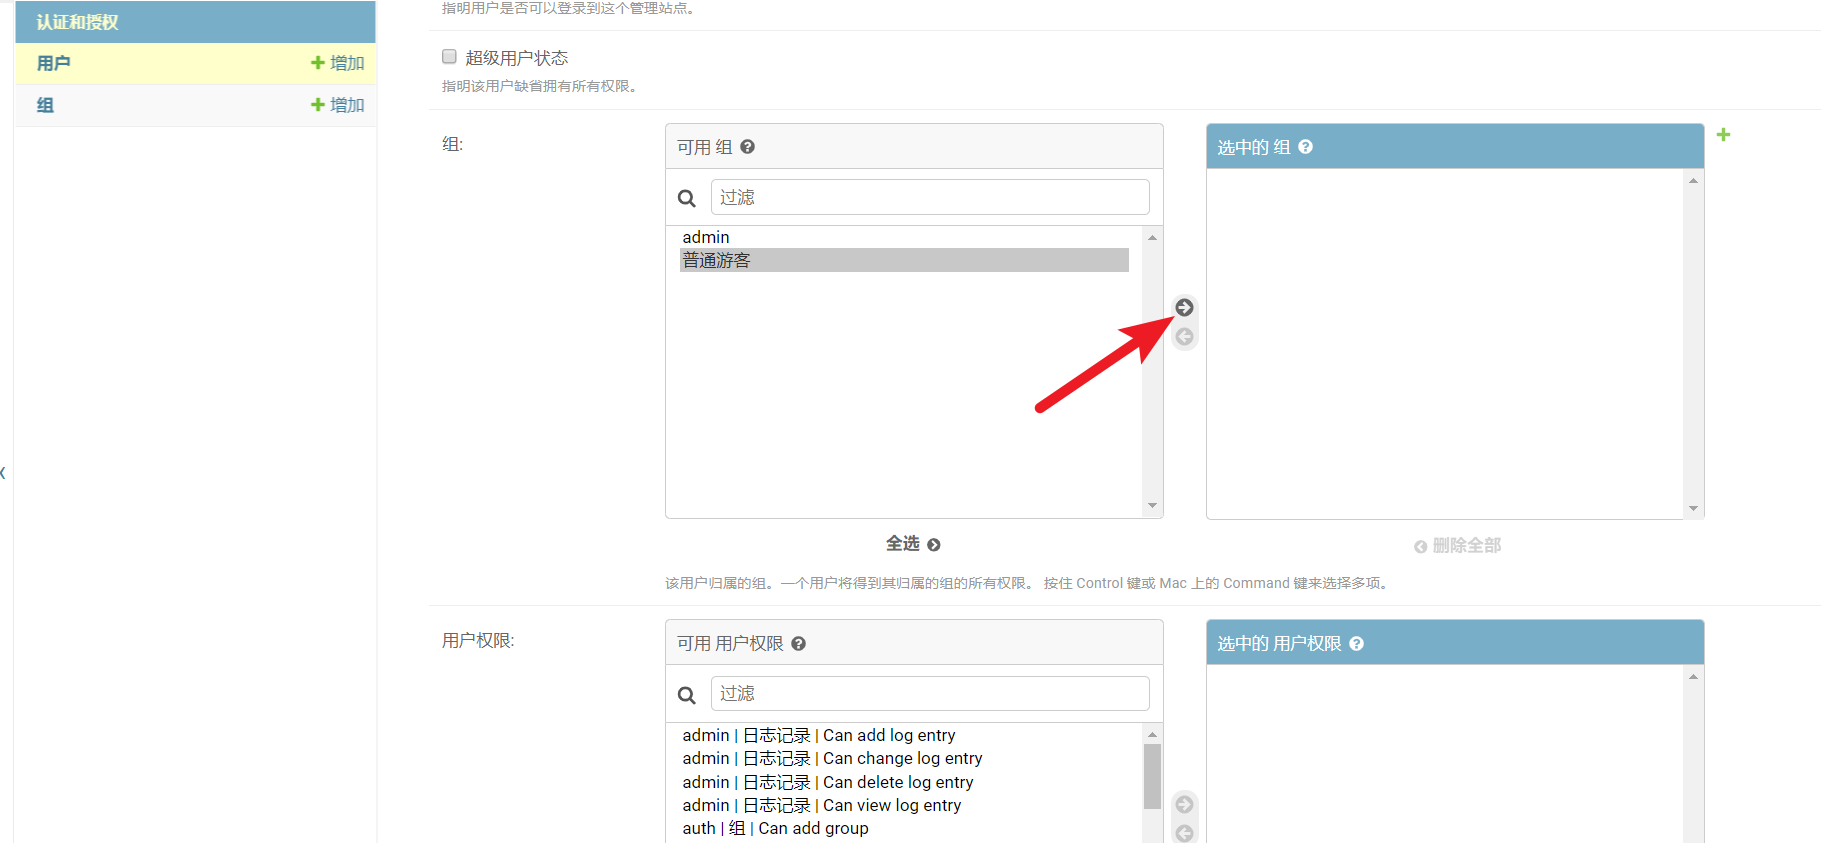 认证和授权
用户 增加
组 增加
指明用户是否可以登录到这个管理站点。
超级用户状态
指明该用户缺省拥有所有权限。
组:
可用 组
过滤
admin
普通游客
全选
选中的 组
删除全部
该用户归属的组。一个用户将得到其归属的组的所有权限。 按住 Control 键或 Mac 上的 Command 键来选择多项。
用户权限:
可用 用户权限
过滤
admin | 日志记录 | Can add log entry
admin | 日志记录 | Can change log entry
admin | 日志记录 | Can delete log entry
admin | 日志记录 | Can view log entry
auth | 组 | Can add group
选中的 用户权限